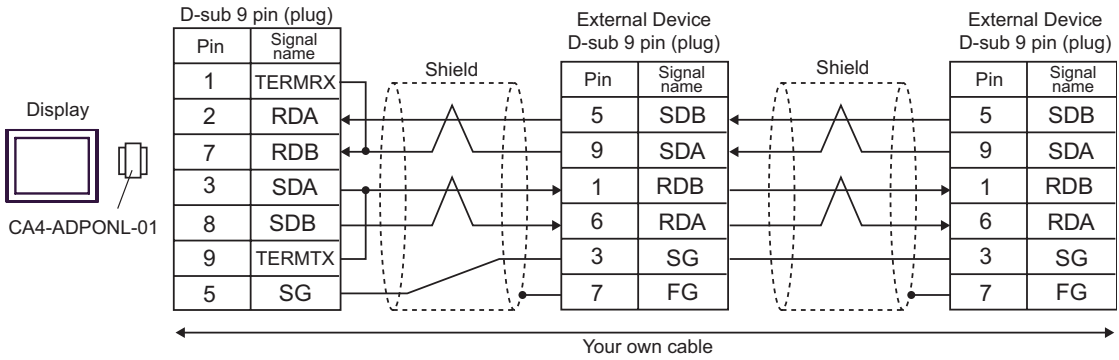 D-sub 9 pin (plug)
Pin Signal name
1 TERMRX
2 RDA
7 RDB
3 SDA
8 SDB
9 TERMTX
5 SG
Display
CA4-ADPONL-01
Shield
External Device
D-sub 9 pin (plug)
Pin Signal name
5 SDB
9 SDA
1 RDB
6 RDA
3 SG
7 FG
Shield
External Device
D-sub 9 pin (plug)
Pin Signal name
5 SDB
9 SDA
1 RDB
6 RDA
3 SG
7 FG
Your own cable